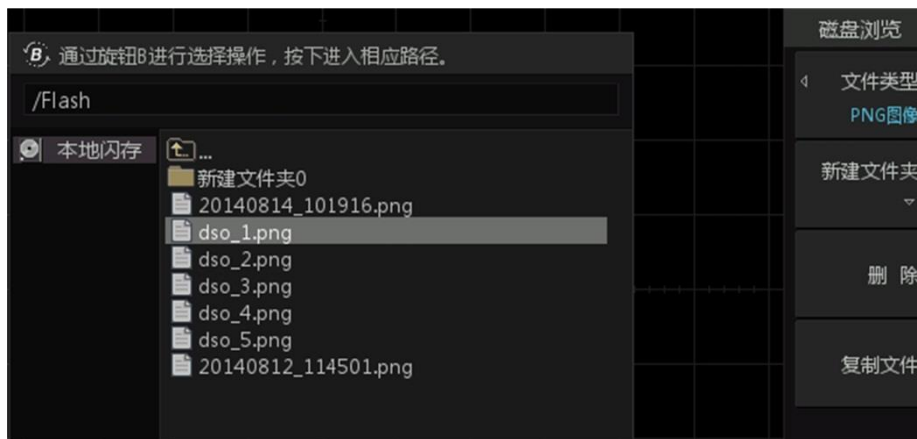 磁盘浏览
B 通过旋钮B进行选择操作，按下进入相应路径。
/Flash
本地闪存
...
新建文件夹0
20140814_101916.png
dso_1.png
dso_2.png
dso_3.png
dso_4.png
dso_5.png
20140812_114501.png
文件类型
PNG图像
新建文件夹
删 除
复制文件